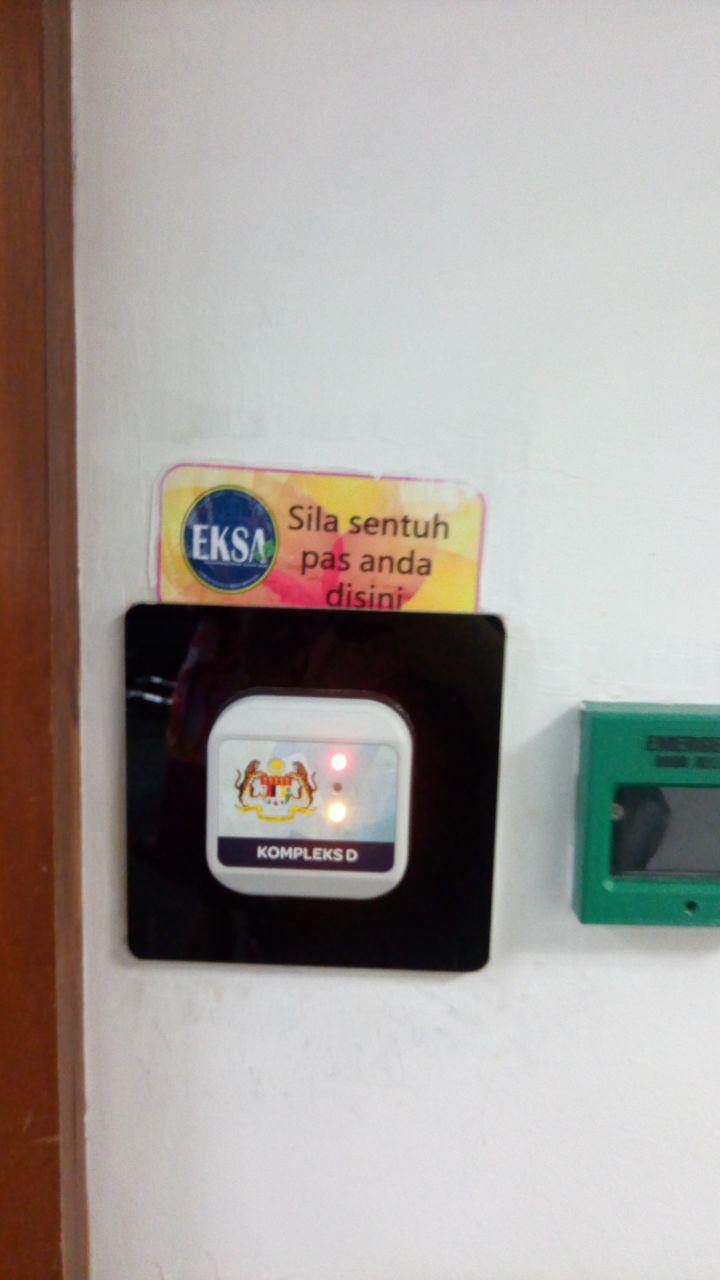 EKSA
Sila sentuh
pas anda
disini
KOMPLEKS D